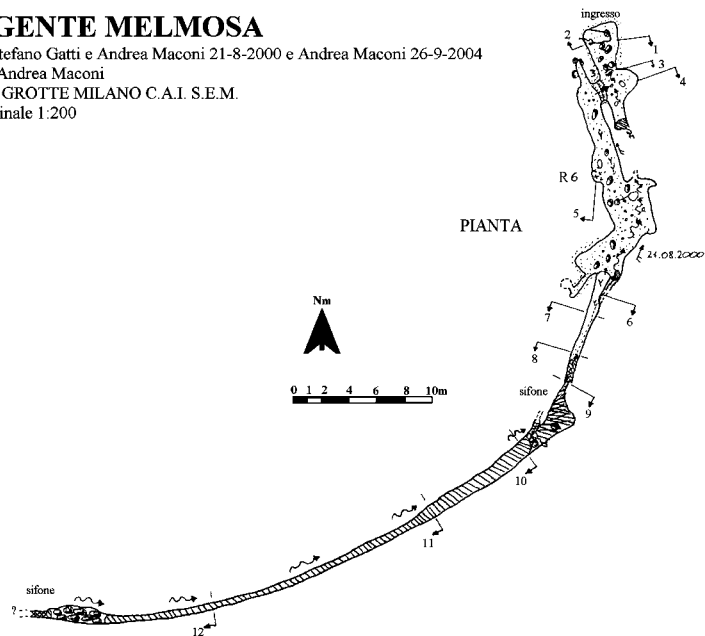 GENTE MELMOSA
tefano Gatti e Andrea Maconi 21-8-2000 e Andrea Maconi 26-9-2004
Andrea Maconi
GROTTE MILANO C.A.I. S.E.M.
inale 1:200
ingresso
2
1
3
3
4
R 6
5
PIANTA
21.08.2000
Nm
7
6
8
0 1 2 4 6 8 10m
sifone
9
10
11
sifone
?
12